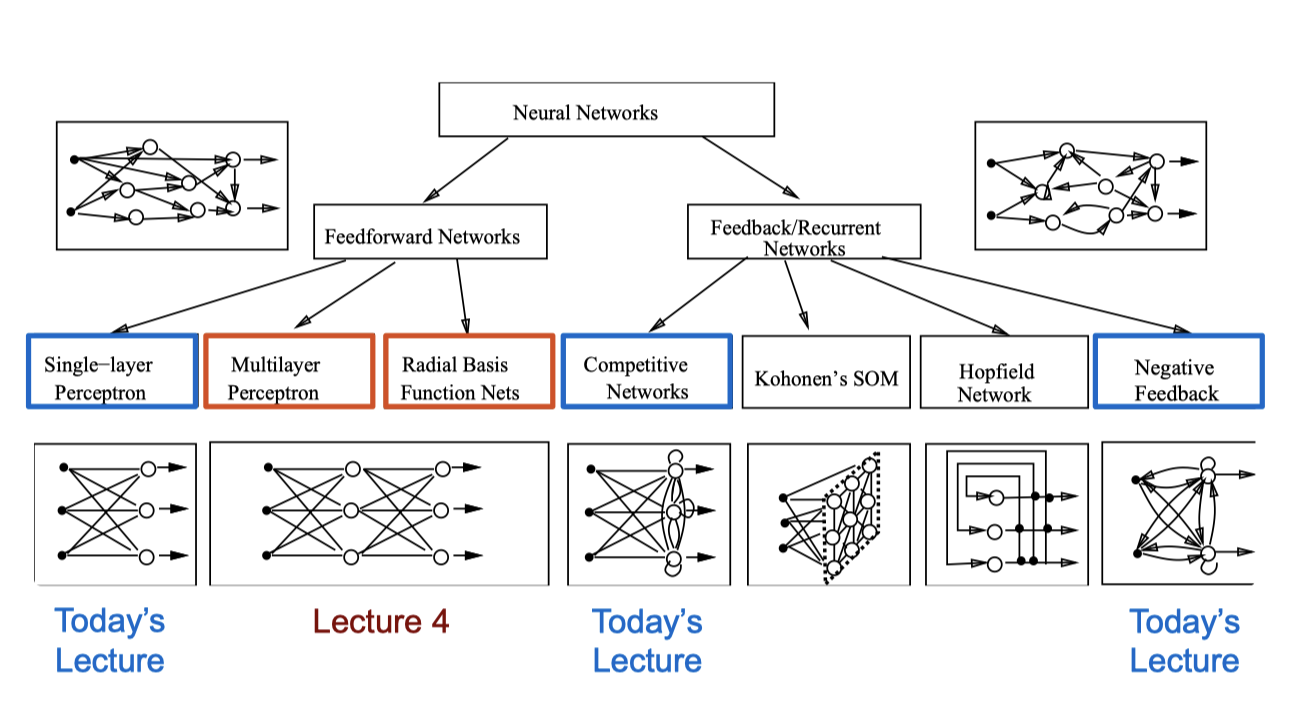 Neural Networks
Feedforward Networks
Feedback/Recurrent
Networks
Single−layer
Perceptron
Multilayer
Perceptron
Radial Basis
Function Nets
Competitive
Networks
Kohonen's SOM
Hopfield
Network
Negative
Feedback
Today's
Lecture
Lecture 4
Today's
Lecture
Today's
Lecture